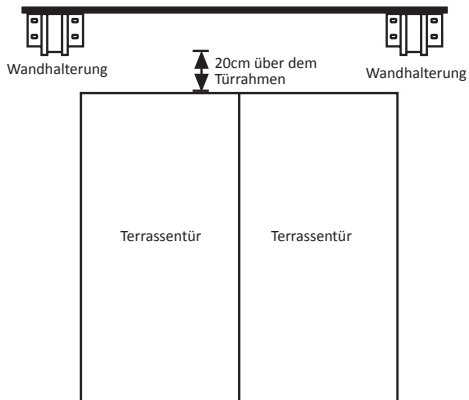 Wandhalterung
20cm über dem
Türrahmen
Wandhalterung
Terrassentür
Terrassentür